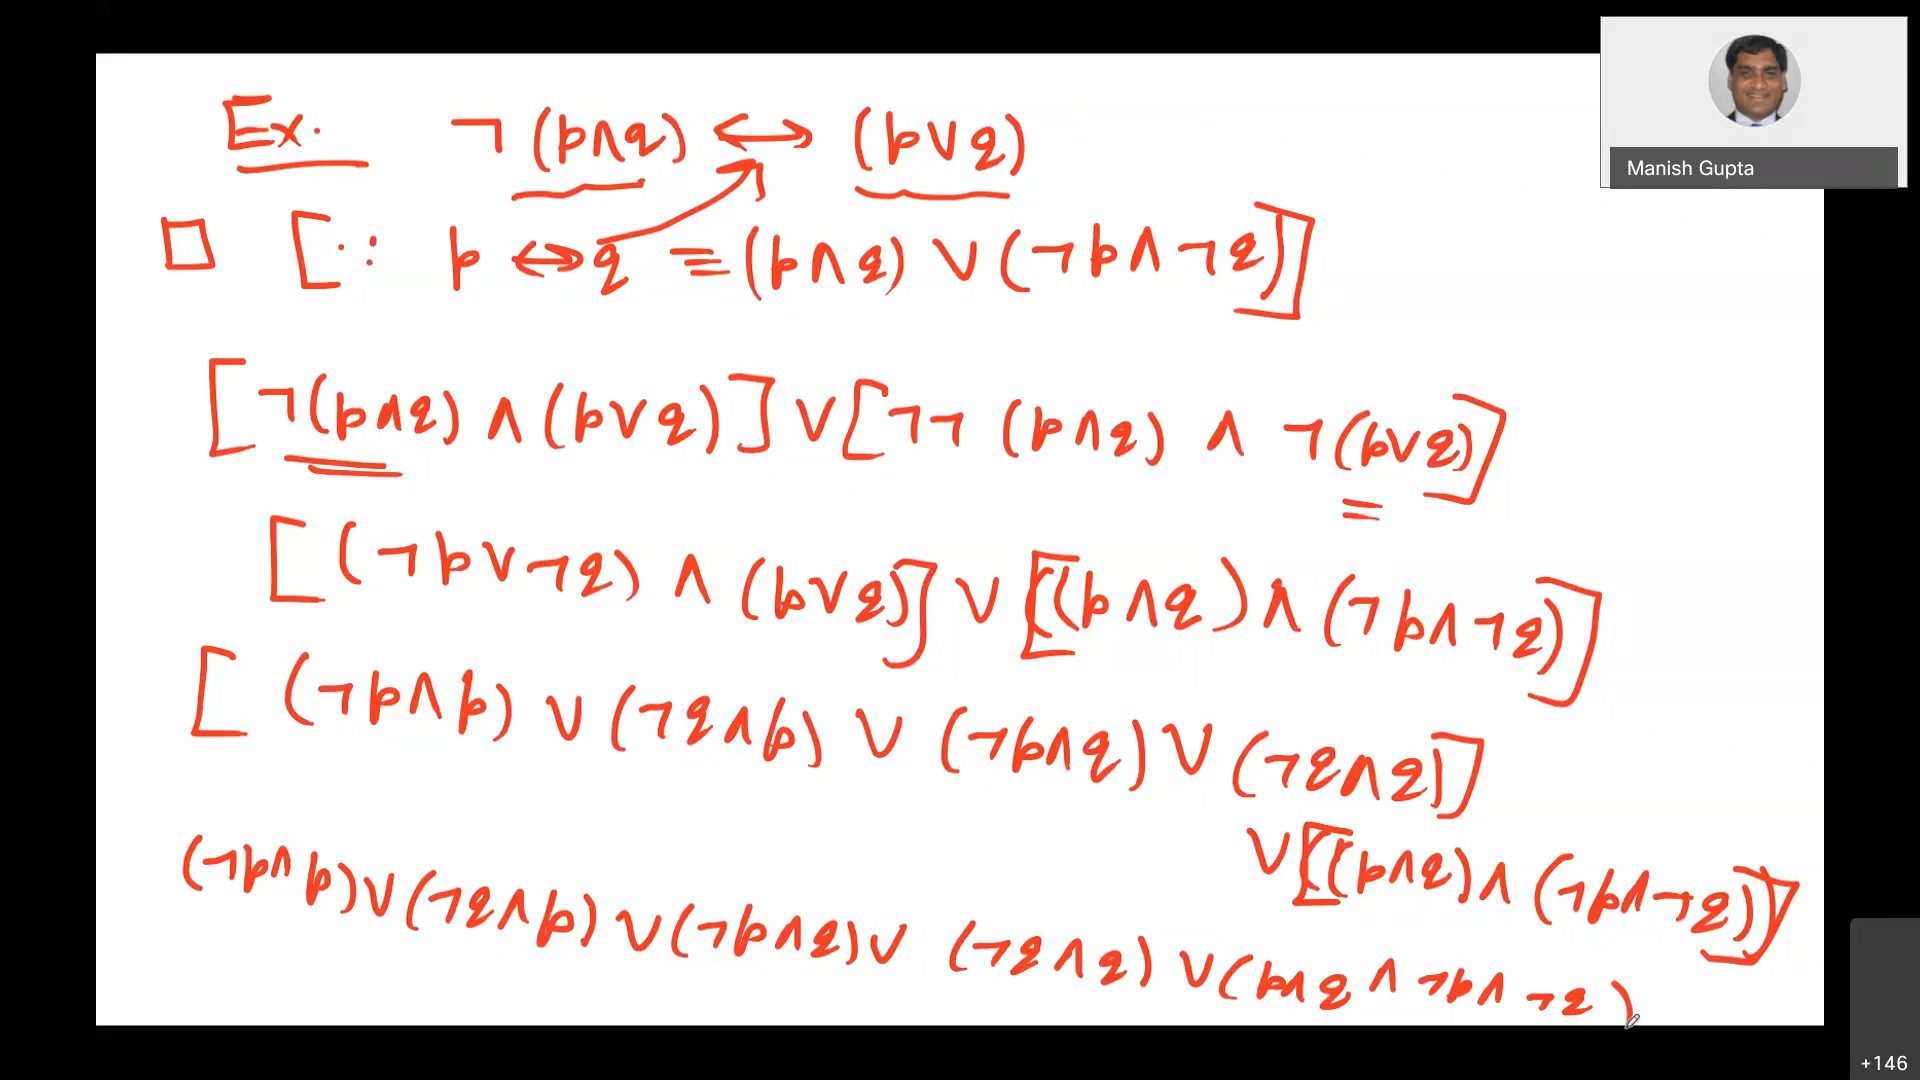 Ex. ¬ (p∧q) ↔ (p∨q)
[∵ p ↔ q ≡ (p∧q) ∨ (¬p∧¬q)]
[¬(p∧q) ∧ (p∨q)] ∨ [¬¬ (p∧q) ∧ ¬(p∨q)]
[(¬p∨¬q) ∧ (p∨q)] ∨ [((p∧q) ∧ (¬p∧¬q)]
[ (¬p∧p) ∨ (¬q∧p) ∨ (¬p∧q) ∨ (¬q∧q)]
∨ [((p∧q) ∧ (¬p∧¬q))]
(¬p∧p) ∨ (¬q∧p) ∨ (¬p∧q) ∨ (¬q∧q) ∨ (p∧q ∧ ¬p∧ ¬q )
Manish Gupta
+146